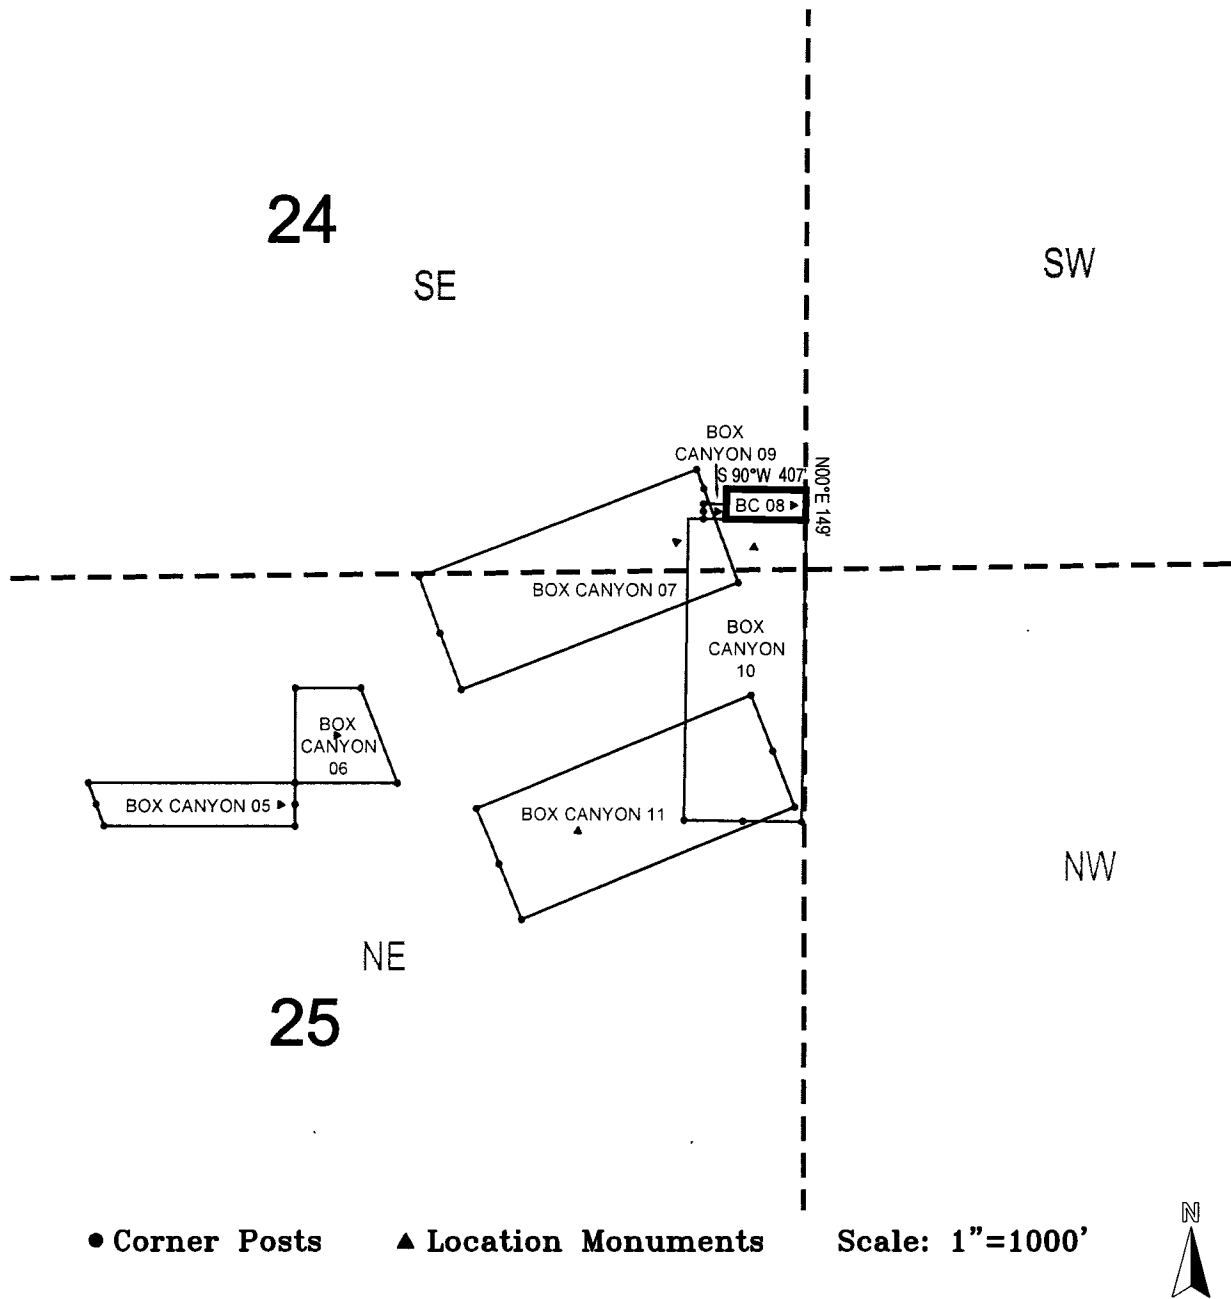 24
SE
SW
BOX
CANYON 09
S 90°W 407'
N00°E 149'
BC 08
BOX CANYON 07
BOX
CANYON
10
BOX
CANYON
06
BOX CANYON 05
BOX CANYON 11
NW
NE
25
N
Corner Posts
Location Monuments
Scale: 1"=1000'